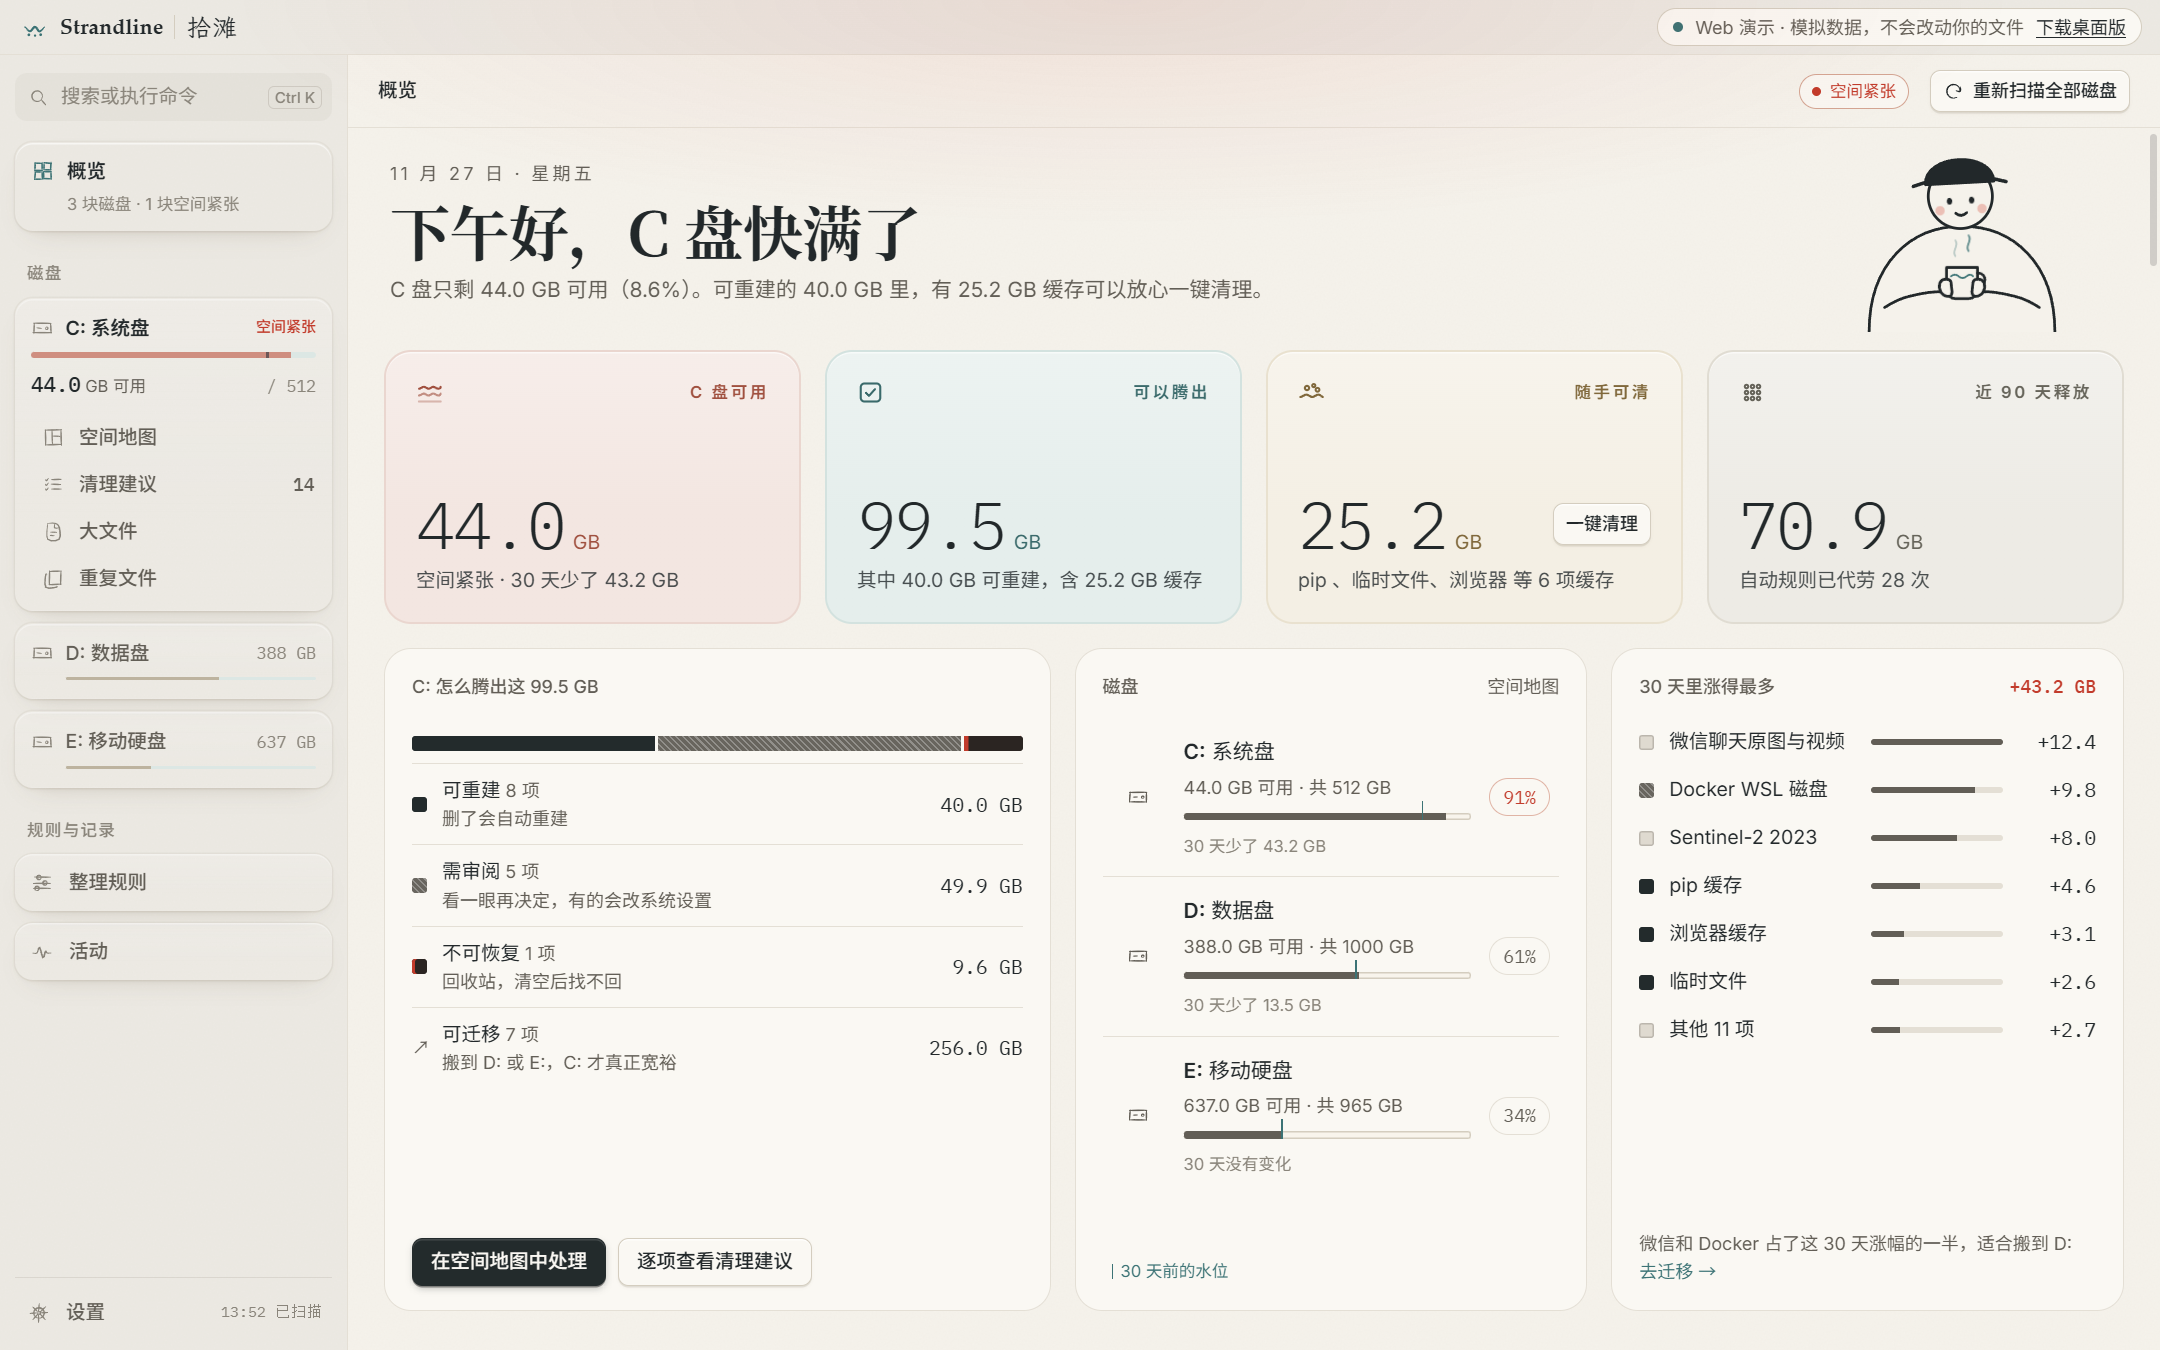 Strandline 拾滩
Web 演示 · 模拟数据，不会改动你的文件 下载桌面版
搜索或执行命令 Ctrl K
概览
3 块磁盘 · 1 块空间紧张
磁盘
C: 系统盘 空间紧张
44.0 GB 可用 / 512
空间地图
清理建议 14
大文件
重复文件
D: 数据盘 388 GB
E: 移动硬盘 637 GB
规则与记录
整理规则
活动
设置 13:52 已扫描
概览 空间紧张 重新扫描全部磁盘
11 月 27 日 · 星期五
下午好，C 盘快满了
C 盘只剩 44.0 GB 可用（8.6%）。可重建的 40.0 GB 里，有 25.2 GB 缓存可以放心一键清理。
C 盘可用
44.0 GB
空间紧张 · 30 天少了 43.2 GB
可以腾出
99.5 GB
其中 40.0 GB 可重建，含 25.2 GB 缓存
随手可清
25.2 GB 一键清理
pip 、临时文件、浏览器 等 6 项缓存
近 90 天释放
70.9 GB
自动规则已代劳 28 次
C: 怎么腾出这 99.5 GB
可重建 8 项
删了会自动重建
40.0 GB
需审阅 5 项
看一眼再决定，有的会改系统设置
49.9 GB
不可恢复 1 项
回收站，清空后找不回
9.6 GB
可迁移 7 项
搬到 D: 或 E:，C: 才真正宽裕
256.0 GB
在空间地图中处理 逐项查看清理建议
磁盘 空间地图
C: 系统盘
44.0 GB 可用 · 共 512 GB
91%
30 天少了 43.2 GB
D: 数据盘
388.0 GB 可用 · 共 1000 GB
61%
30 天少了 13.5 GB
E: 移动硬盘
637.0 GB 可用 · 共 965 GB
34%
30 天没有变化
30 天前的水位
30 天里涨得最多 +43.2 GB
微信聊天原图与视频 +12.4
Docker WSL 磁盘 +9.8
Sentinel-2 2023 +8.0
pip 缓存 +4.6
浏览器缓存 +3.1
临时文件 +2.6
其他 11 项 +2.7
微信和 Docker 占了这 30 天涨幅的一半，适合搬到 D:
去迁移 →